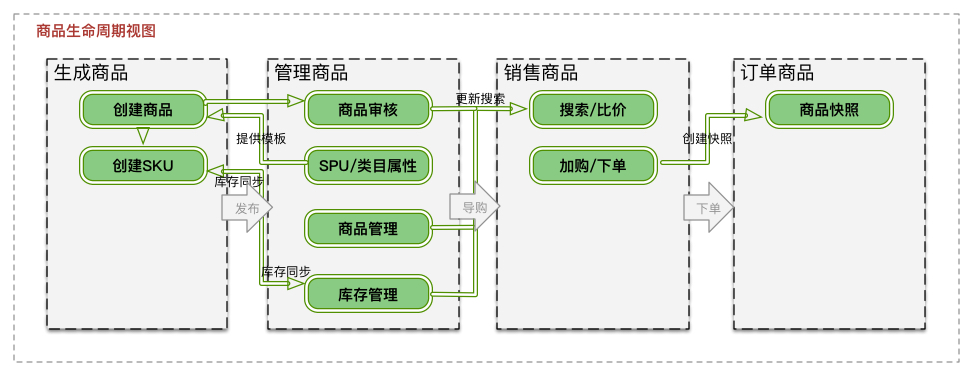 商品生命周期视图
生成商品
创建商品
创建SKU
管理商品
商品审核
SPU/类目属性
商品管理
库存管理
销售商品
搜索/比价
加购/下单
订单商品
商品快照
更新搜索
提供模板
库存同步
库存同步
创建快照
发布
导购
下单